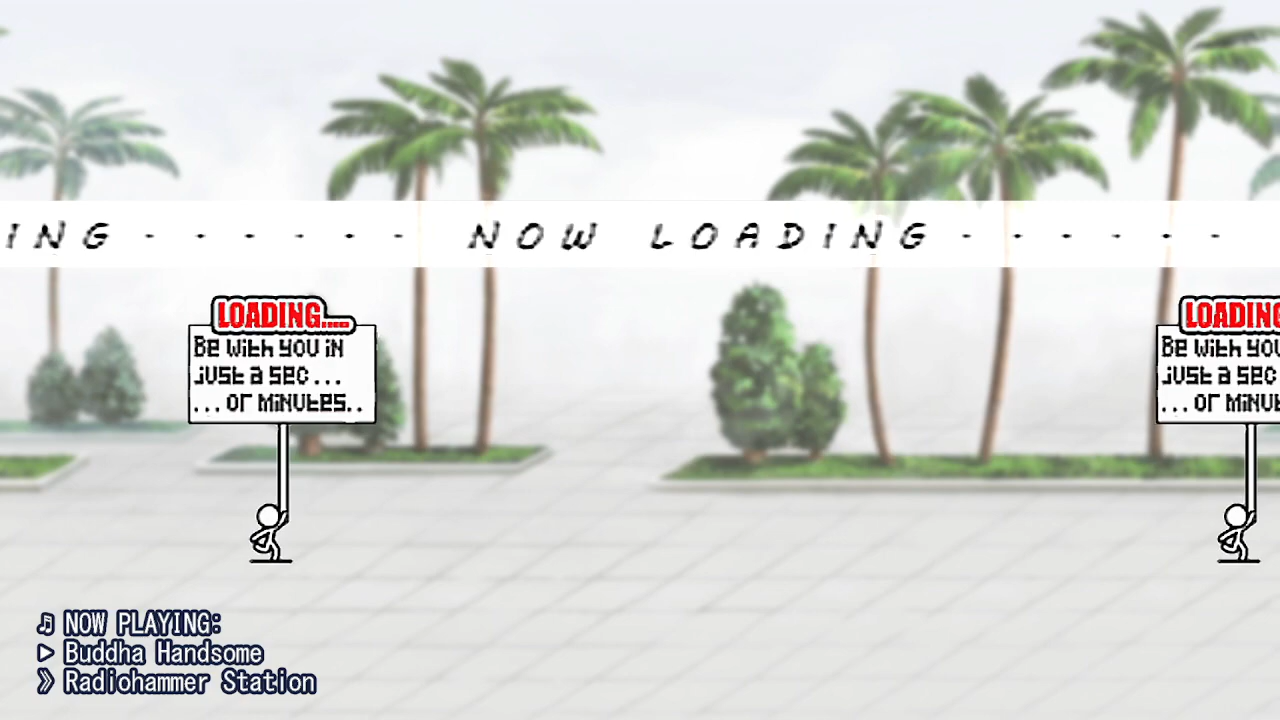 ING - - - - - - NOW LOADING - - - - - -
LOADING....
Be with you in
just a sec...
...or minutes..
LOADING
Be with you
just a sec
...or minut
♫ NOW PLAYING:
► Buddha Handsome
》 Radiohammer Station